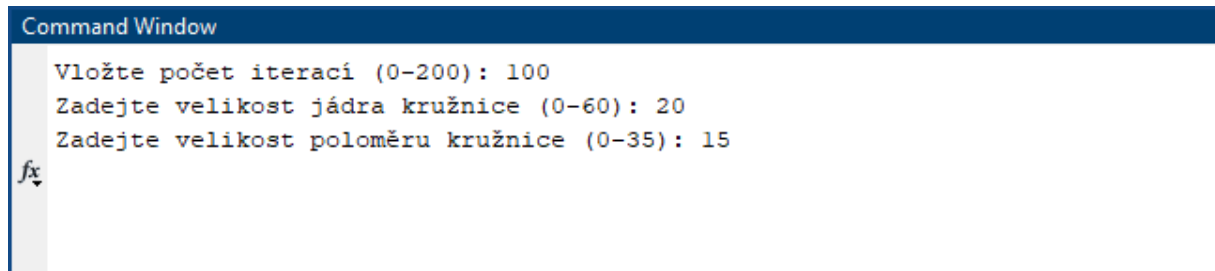 Command Window
Vložte počet iterací (0-200): 100
Zadejte velikost jádra kružnice (0-60): 20
Zadejte velikost poloměru kružnice (0-35): 15
fx